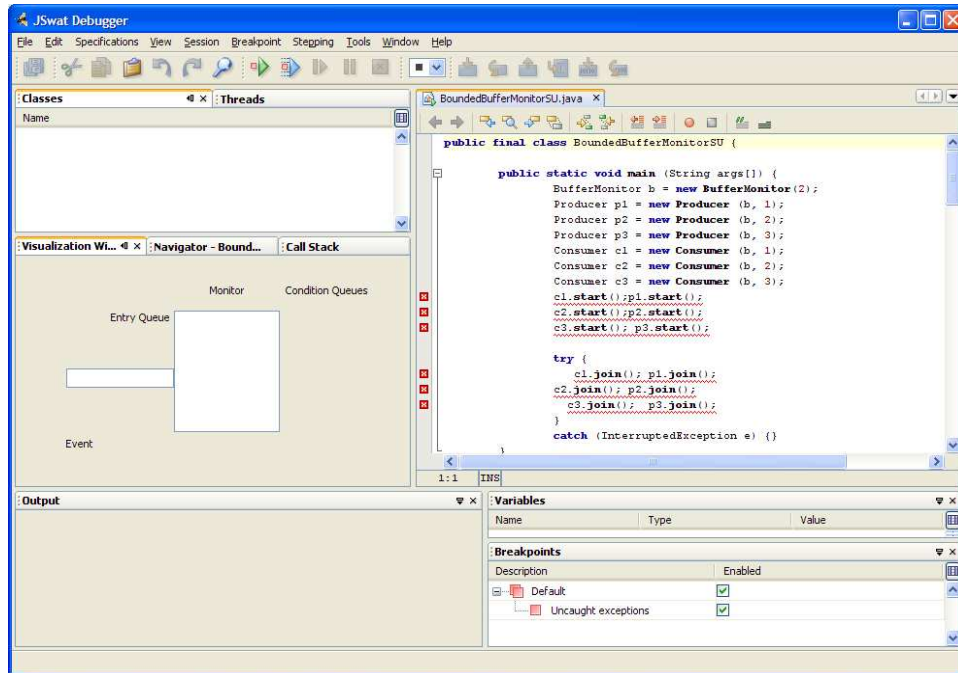 JSwat Debugger
File Edit Specifications View Session Breakpoint Stepping Tools Window Help
Classes
Threads
Name
Visualization Wi...
Navigator - Bound...
Call Stack
Monitor
Condition Queues
Entry Queue
Event
BoundedBufferMonitorSU.java
public final class BoundedBufferMonitorSU {
public static void main (String args[]) {
BufferMonitor b = new BufferMonitor(2);
Producer p1 = new Producer (b, 1);
Producer p2 = new Producer (b, 2);
Producer p3 = new Producer (b, 3);
Consumer c1 = new Consumer (b, 1);
Consumer c2 = new Consumer (b, 2);
Consumer c3 = new Consumer (b, 3);
c1.start();p1.start();
c2.start();p2.start();
c3.start(); p3.start();
try {
c1.join(); p1.join();
c2.join(); p2.join();
c3.join();  p3.join();
}
catch (InterruptedException e) {}
}
1:1 INS
Output
Variables
Name Type Value
Breakpoints
Description Enabled
Default
Uncaught exceptions